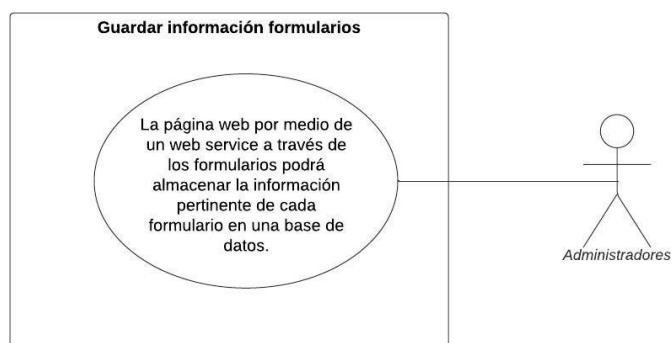 Guardar información formularios
La página web por medio de
un web service a través de
los formularios podrá
almacenar la información
pertinente de cada
formulario en una base de
datos.
Administradores